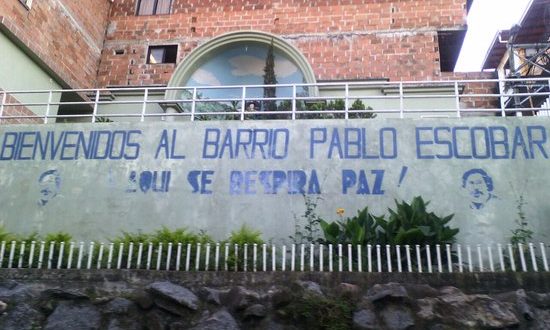 BIENVENIDOS AL BARRIO PABLO ESCOBAR
¡AQUI SE RESPIRA PAZ!